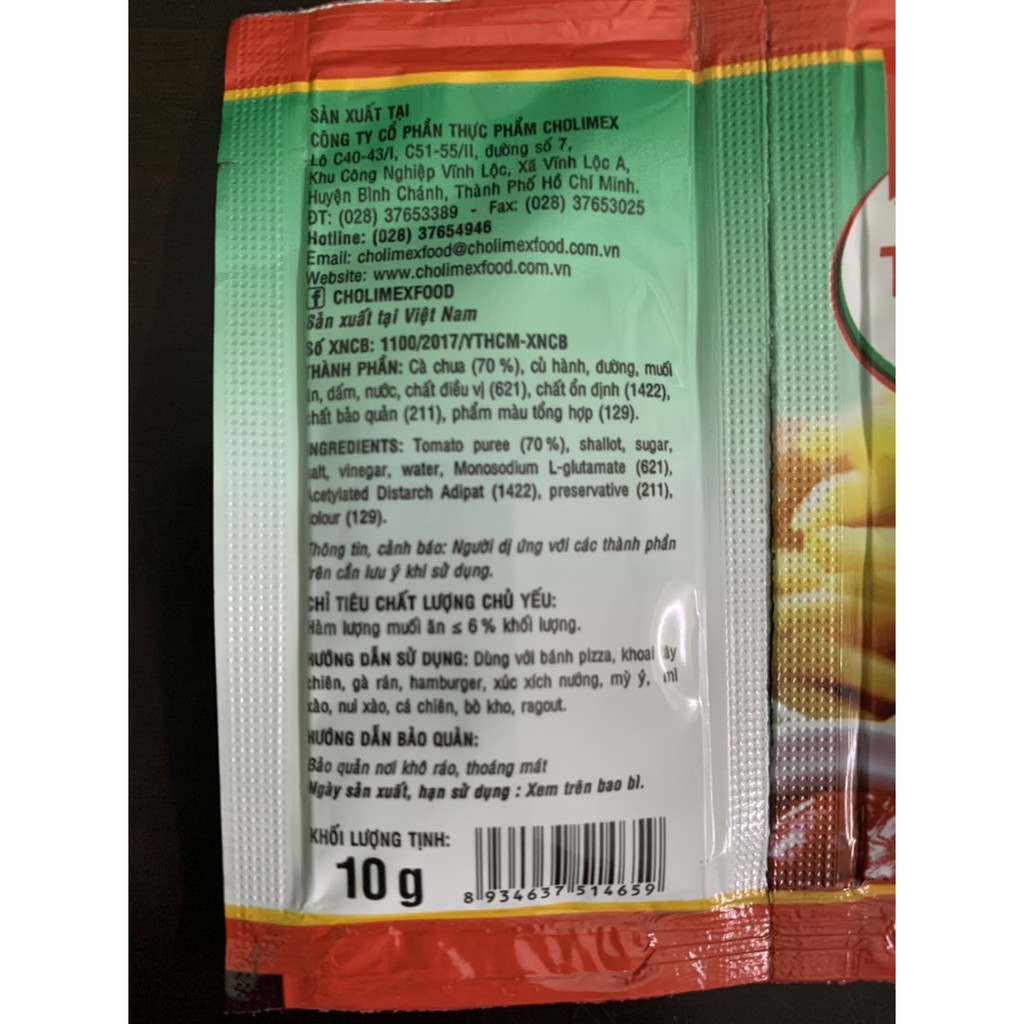 SẢN XUẤT TẠI
CÔNG TY CỔ PHẦN THỰC PHẨM CHOLIMEX
Lô C40-43/I, C51-55/II, đường số 7,
Khu Công Nghiệp Vĩnh Lộc, Xã Vĩnh Lộc A,
Huyện Bình Chánh, Thành Phố Hồ Chí Minh.
ĐT: (028) 37653389 - Fax: (028) 37653025
Hotline: (028) 37654946
Email: cholimexfood@cholimexfood.com.vn
Website: www.cholimexfood.com.vn
CHOLIMEXFOOD
Sản xuất tại Việt Nam
Số XNCB: 1100/2017/YTHCM-XNCB
THÀNH PHẦN: Cà chua (70 %), củ hành, đường, muối
ăn, dấm, nước, chất điều vị (621), chất ổn định (1422),
chất bảo quản (211), phẩm màu tổng hợp (129).
INGREDIENTS: Tomato puree (70 %), shallot, sugar,
salt, vinegar, water, Monosodium L-glutamate (621),
Acetylated Distarch Adipat (1422), preservative (211),
colour (129).
Thông tin, cảnh báo: Người dị ứng với các thành phần
trên cần lưu ý khi sử dụng.
CHỈ TIÊU CHẤT LƯỢNG CHỦ YẾU:
Hàm lượng muối ăn ≤ 6 % khối lượng.
HƯỚNG DẪN SỬ DỤNG: Dùng với bánh pizza, khoai tây
chiên, gà rán, hamburger, xúc xích nướng, mỳ ý, mì
xào, nui xào, cá chiên, bò kho, ragout.
HƯỚNG DẪN BẢO QUẢN:
Bảo quản nơi khô ráo, thoáng mát
Ngày sản xuất, hạn sử dụng : Xem trên bao bì.
KHỐI LƯỢNG TỊNH:
10 g
8 934637 514659